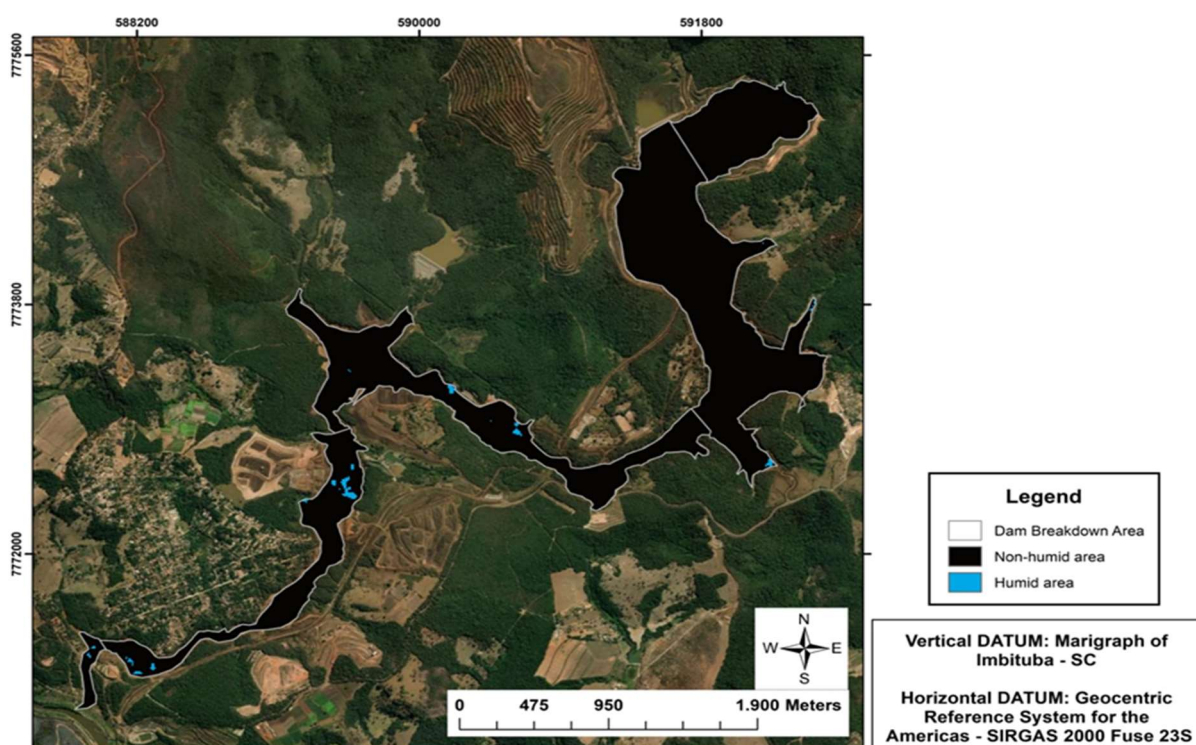 588200
590000
591800
7775600
7773800
7772000
N
W E
S
0 475 950 1.900 Meters
Legend
Dam Breakdown Area
Non-humid area
Humid area
Vertical DATUM: Marigraph of
Imbituba - SC
Horizontal DATUM: Geocentric
Reference System for the
Americas - SIRGAS 2000 Fuse 23S